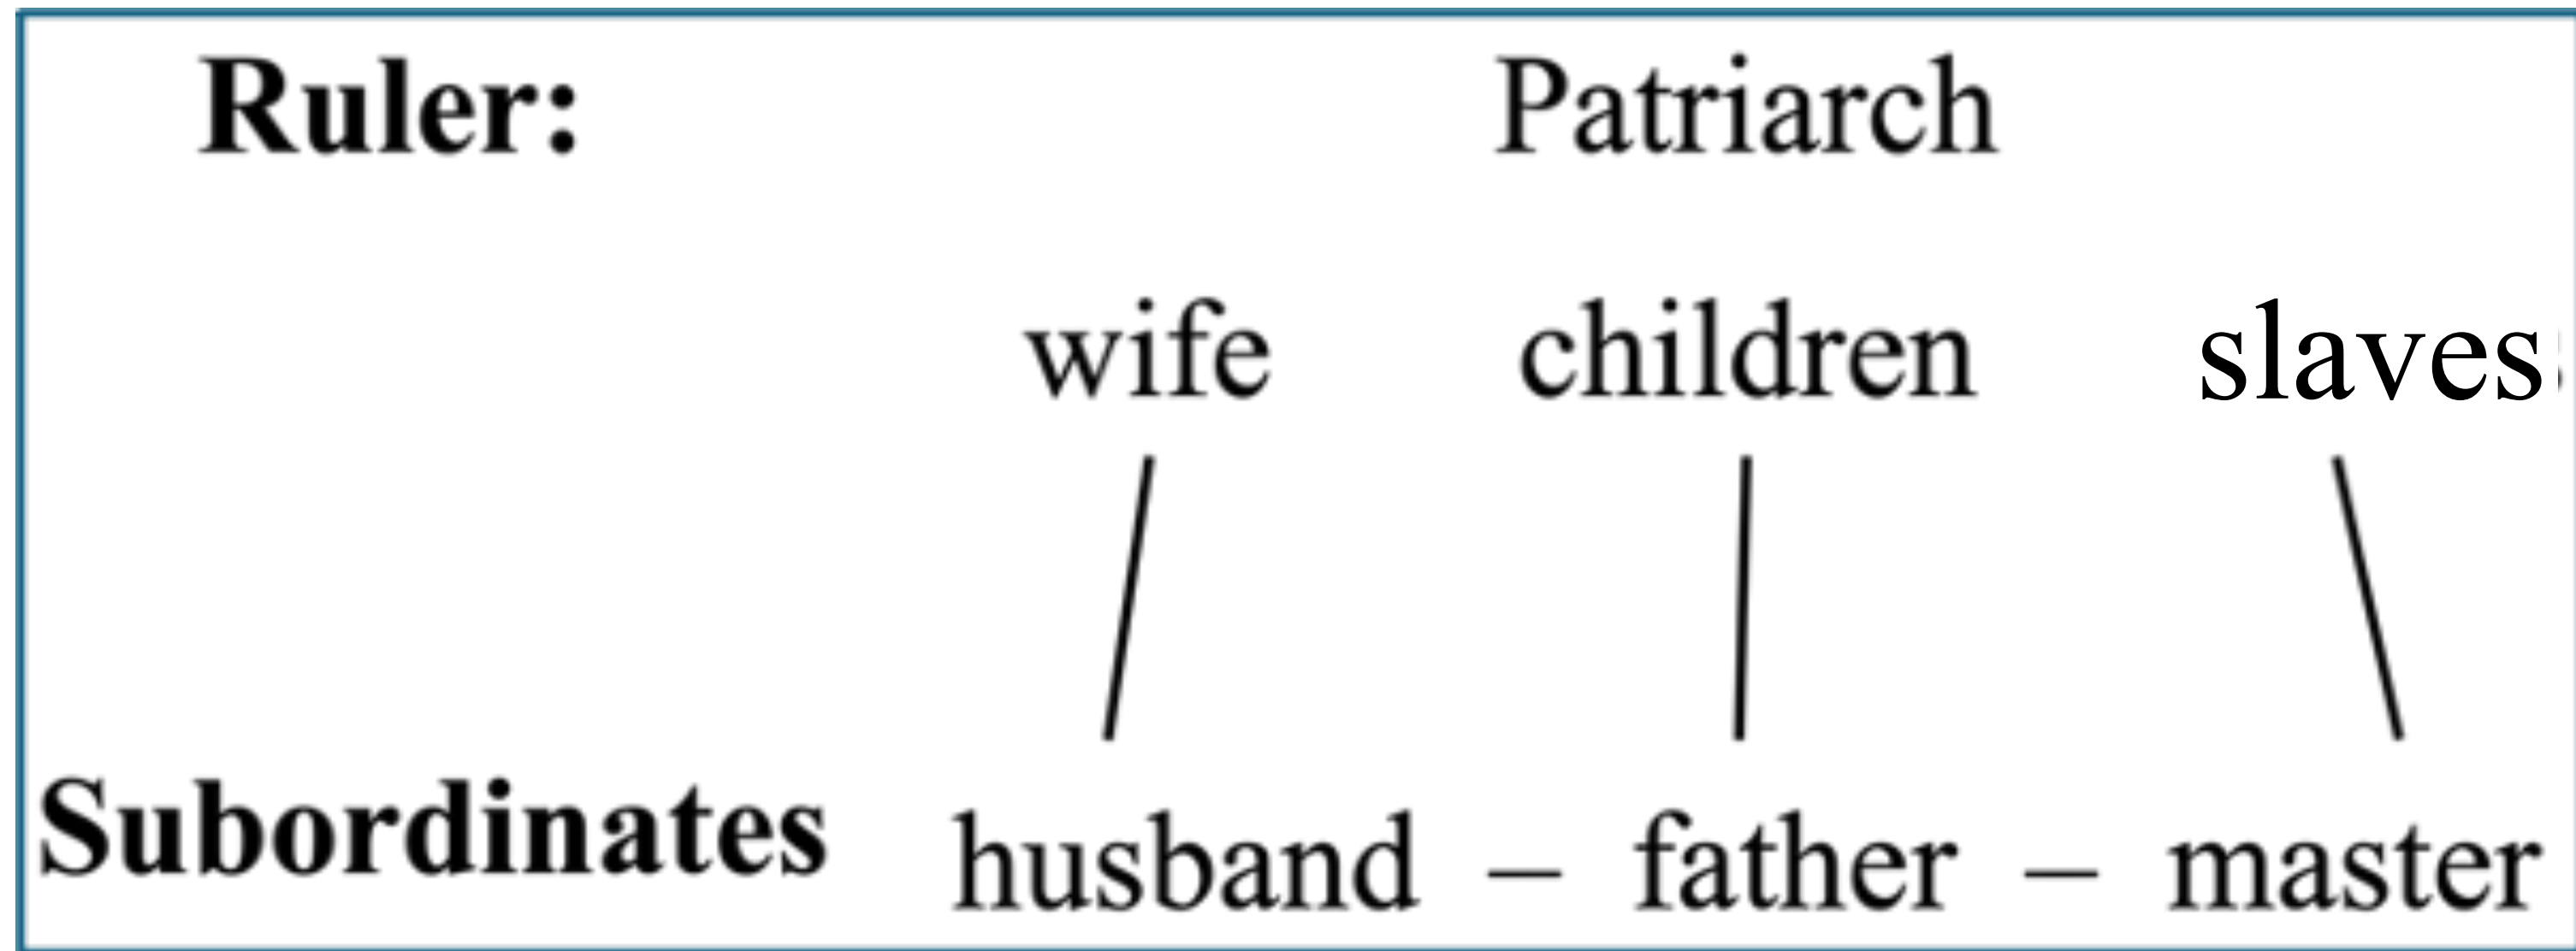 Ruler: Patriarch
wife children slaves
Subordinates husband – father – master